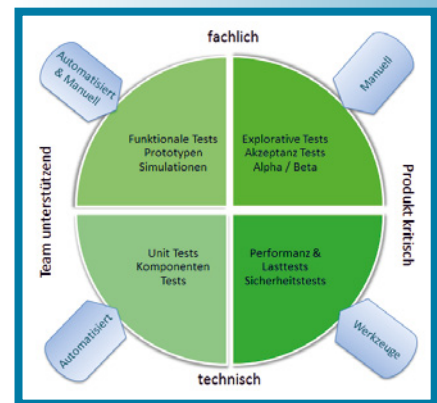 fachlich
Automatisiert
& Manuell
Manuell
Funktionale Tests
Prototypen
Simulationen
Explorative Tests
Akzeptanz Tests
Alpha / Beta
Team unterstützend
Produkt kritisch
Unit Tests
Komponenten
Tests
Performanz &
Lasttests
Sicherheitstests
Automatisiert
Werkzeuge
technisch